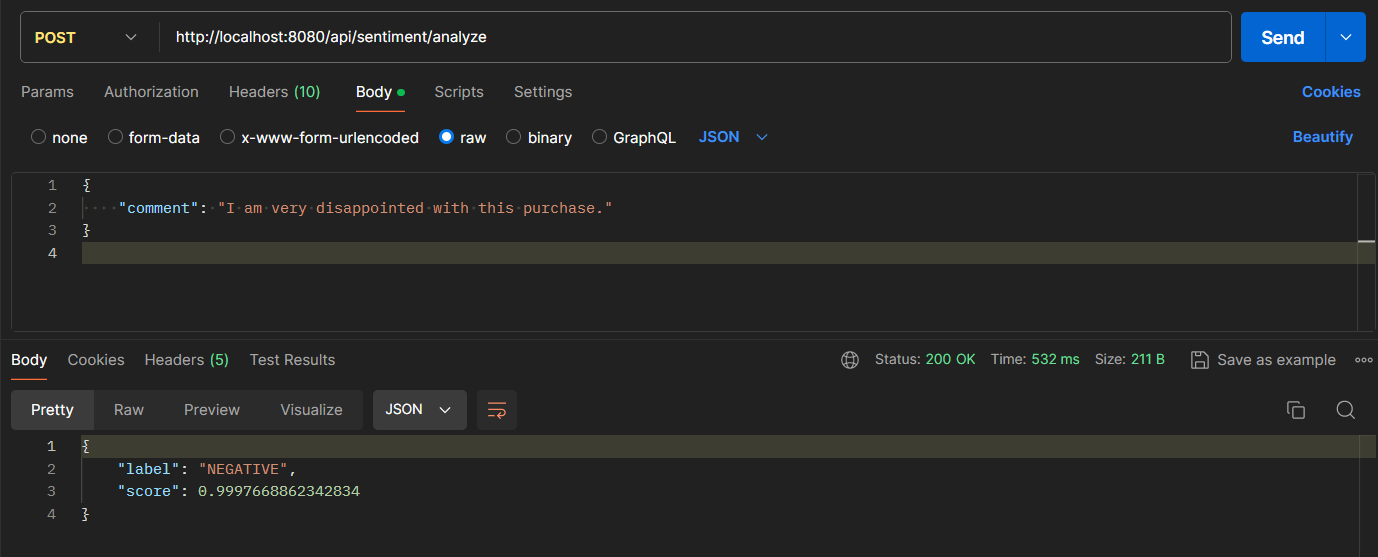 POST http://localhost:8080/api/sentiment/analyze Send
Params Authorization Headers (10) Body Scripts Settings Cookies
none form-data x-www-form-urlencoded raw binary GraphQL JSON Beautify
1 {
2 "comment": "I am very disappointed with this purchase."
3 }
4
Body Cookies Headers (5) Test Results Status: 200 OK Time: 532 ms Size: 211 B Save as example
Pretty Raw Preview Visualize JSON
1 {
2 "label": "NEGATIVE",
3 "score": 0.9997668862342834
4 }